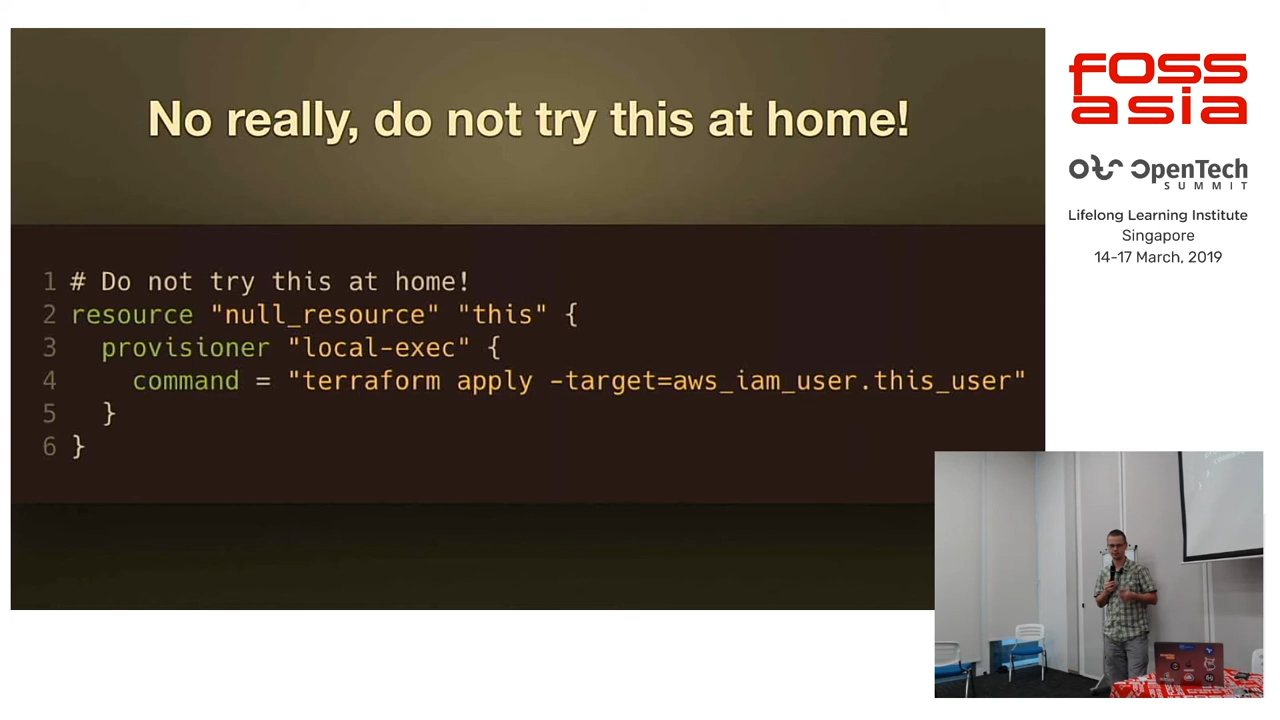 No really, do not try this at home!
1 # Do not try this at home!
2 resource "null_resource" "this" {
3   provisioner "local-exec" {
4     command = "terraform apply -target=aws_iam_user.this_user"
5   }
6 }
fOSS
asia
OpenTech
SUMMIT
Lifelong Learning Institute
Singapore
14-17 March, 2019